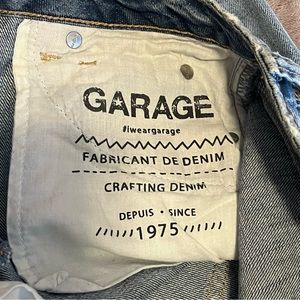 GARAGE
#iweargarage
FABRICANT DE DENIM
CRAFTING DENIM
DEPUIS • SINCE
1975